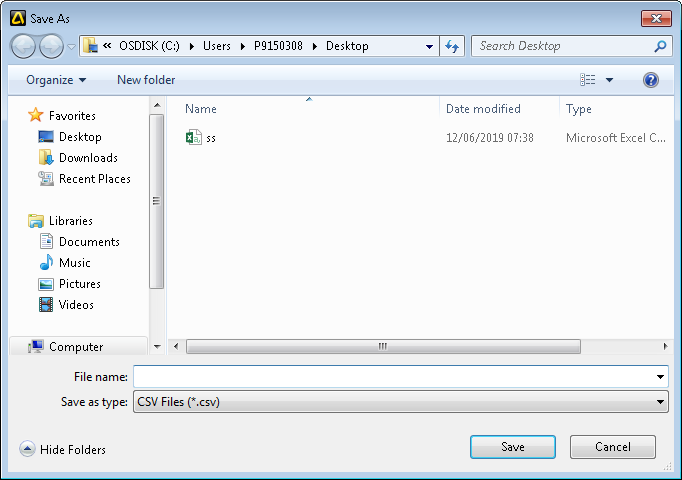 Save As
« OSDISK (C:) Users P9150308 Desktop Search Desktop
Organize New folder
Favorites
Desktop
Downloads
Recent Places
Libraries
Documents
Music
Pictures
Videos
Computer
Name Date modified Type
ss 12/06/2019 07:38 Microsoft Excel C...
File name:
Save as type: CSV Files (*.csv)
Hide Folders Save Cancel